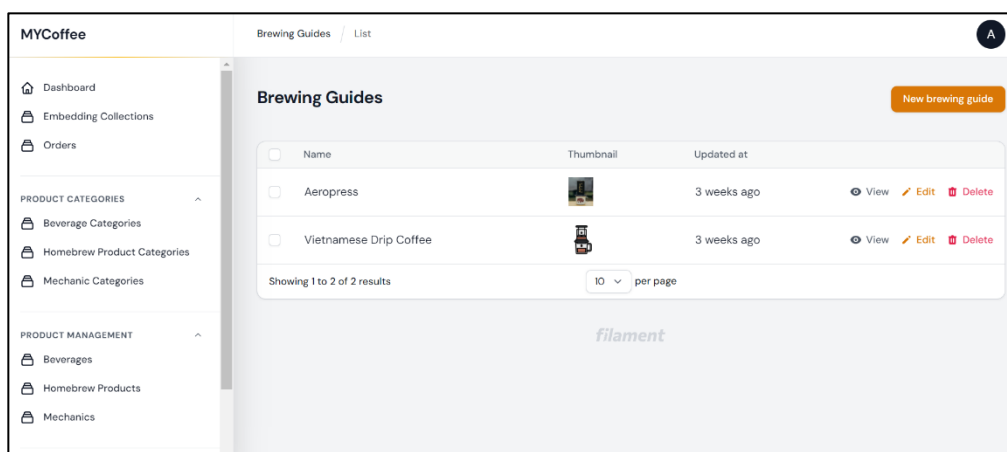 MYCoffee
Brewing Guides / List
A
Dashboard
Embedding Collections
Orders
PRODUCT CATEGORIES
Beverage Categories
Homebrew Product Categories
Mechanic Categories
PRODUCT MANAGEMENT
Beverages
Homebrew Products
Mechanics
Brewing Guides
New brewing guide
Name Thumbnail Updated at
Aeropress 3 weeks ago View Edit Delete
Vietnamese Drip Coffee 3 weeks ago View Edit Delete
Showing 1 to 2 of 2 results 10 per page
filament